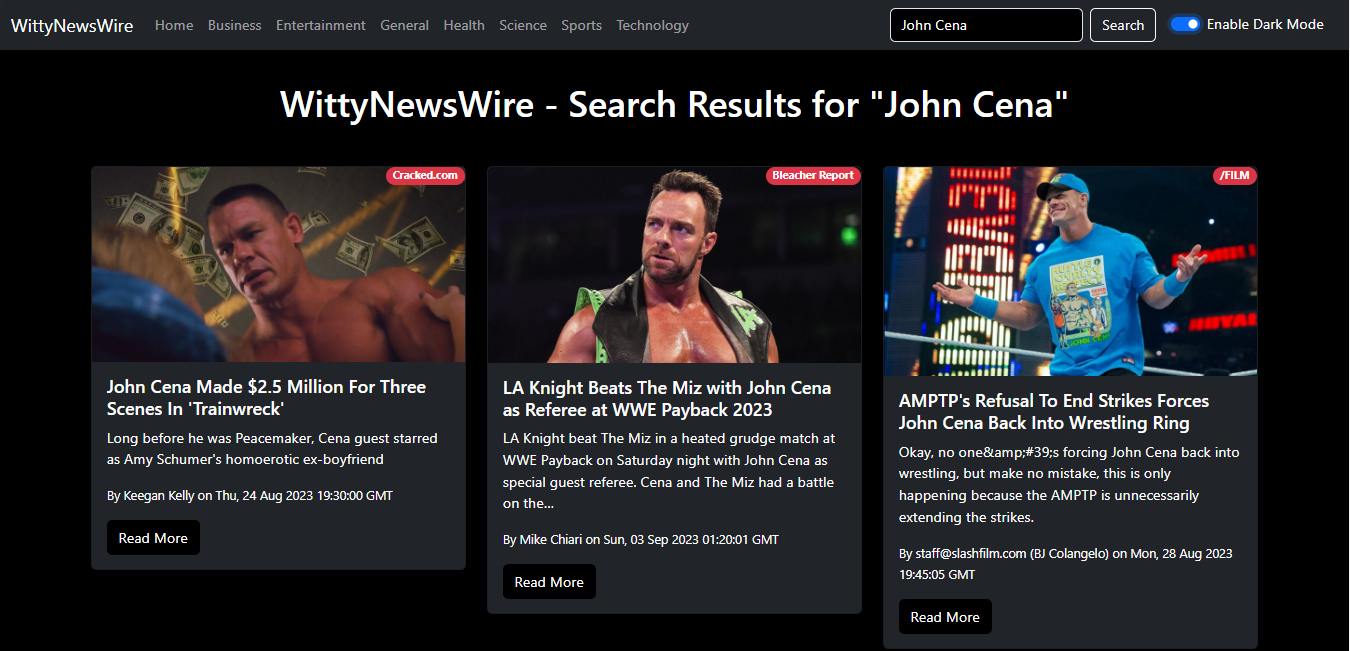 WittyNewsWire Home Business Entertainment General Health Science Sports Technology John Cena Search Enable Dark Mode
WittyNewsWire - Search Results for "John Cena"
Cracked.com
John Cena Made $2.5 Million For Three
Scenes In 'Trainwreck'
Long before he was Peacemaker, Cena guest starred
as Amy Schumer's homoerotic ex-boyfriend
By Keegan Kelly on Thu, 24 Aug 2023 19:30:00 GMT
Read More
Bleacher Report
LA Knight Beats The Miz with John Cena
as Referee at WWE Payback 2023
LA Knight beat The Miz in a heated grudge match at
WWE Payback on Saturday night with John Cena as
special guest referee. Cena and The Miz had a battle
on the...
By Mike Chiari on Sun, 03 Sep 2023 01:20:01 GMT
Read More
/FILM
AMPTP's Refusal To End Strikes Forces
John Cena Back Into Wrestling Ring
Okay, no one&amp;#39;s forcing John Cena back into
wrestling, but make no mistake, this is only
happening because the AMPTP is unnecessarily
extending the strikes.
By staff@slashfilm.com (BJ Colangelo) on Mon, 28 Aug 2023
19:45:05 GMT
Read More